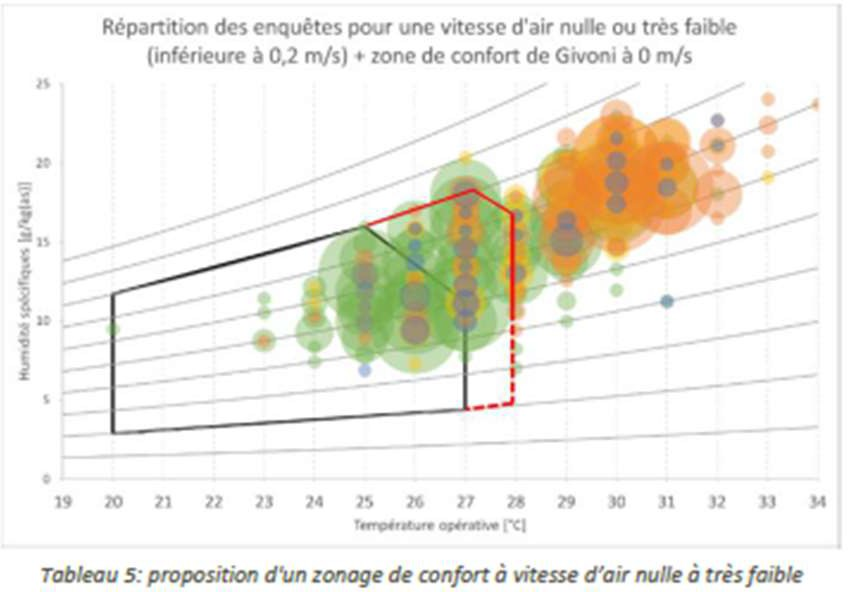 Répartition des enquêtes pour une vitesse d'air nulle ou très faible
(inférieure à 0,2 m/s) + zone de confort de Givoni à 0 m/s
25
20
15
10
5
0
Humidité spécifiques [g/kg(as)]
19 20 21 22 23 24 25 26 27 28 29 30 31 32 33 34
Température opérative [°C]
Tableau 5: proposition d'un zonage de confort à vitesse d'air nulle à très faible